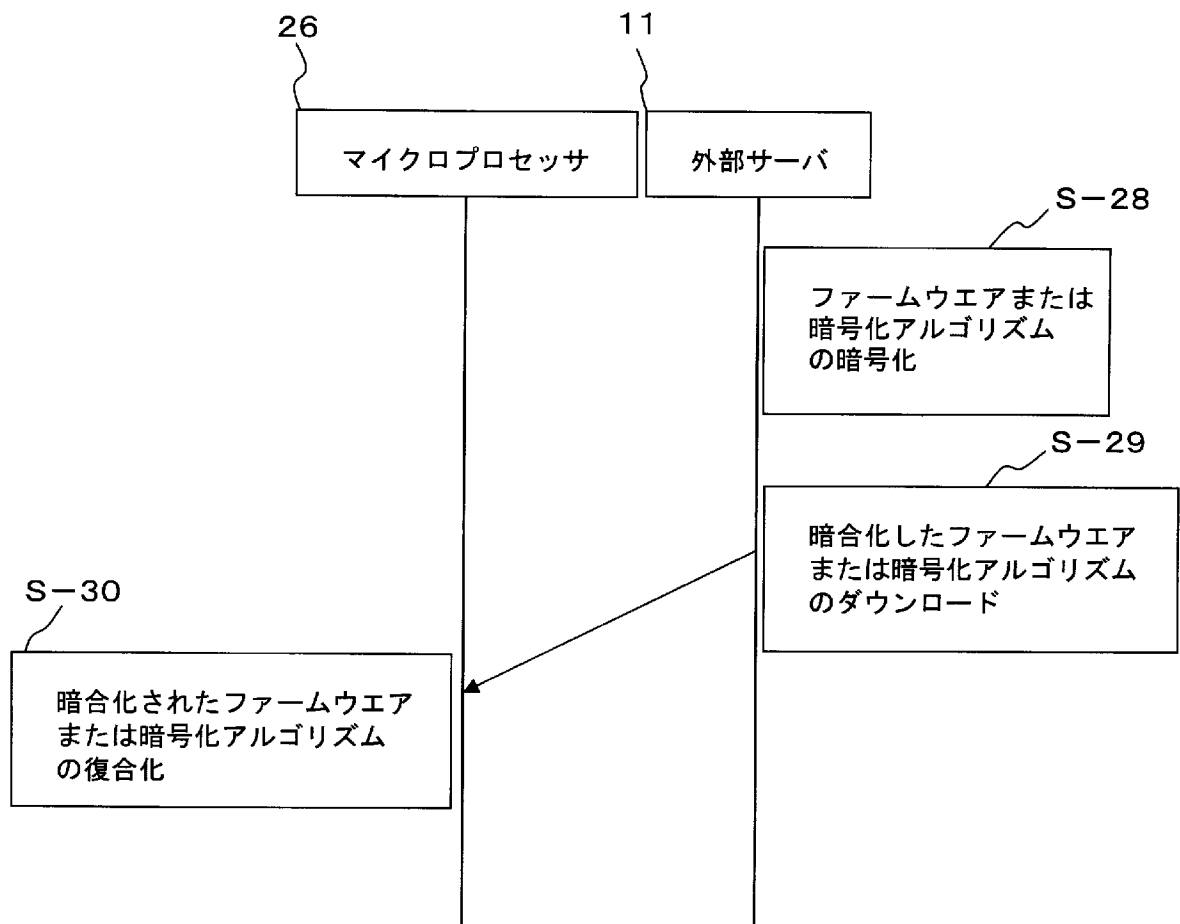 26
11
マイクロプロセッサ
外部サーバ
S-28
ファームウエアまたは
暗号化アルゴリズム
の暗号化
S-29
暗合化したファームウエア
または暗号化アルゴリズム
のダウンロード
S-30
暗合化されたファームウエア
または暗号化アルゴリズム
の復合化